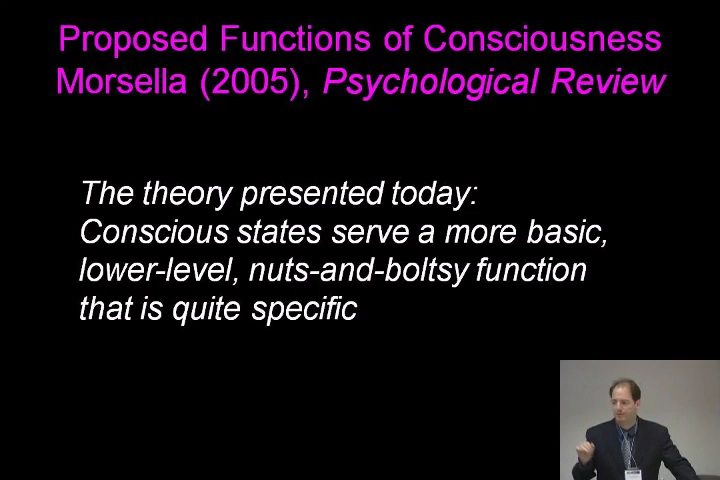 Proposed Functions of Consciousness
Morsella (2005), Psychological Review
The theory presented today:
Conscious states serve a more basic,
lower-level, nuts-and-boltsy function
that is quite specific